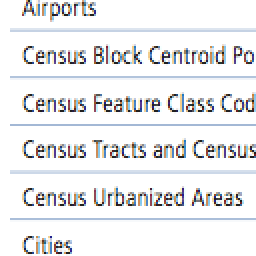 Airports
Census Block Centroid Po
Census Feature Class Cod
Census Tracts and Census
Census Urbanized Areas
Cities